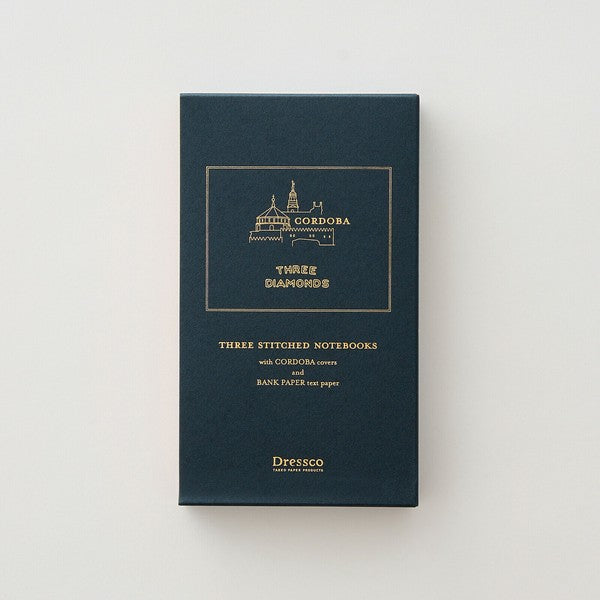 CORDOBA
THREE
DIAMONDS
THREE STITCHED NOTEBOOKS
with CORDOBA covers
and
BANK PAPER text paper
Dressco
TAKEO PAPER PRODUCTS